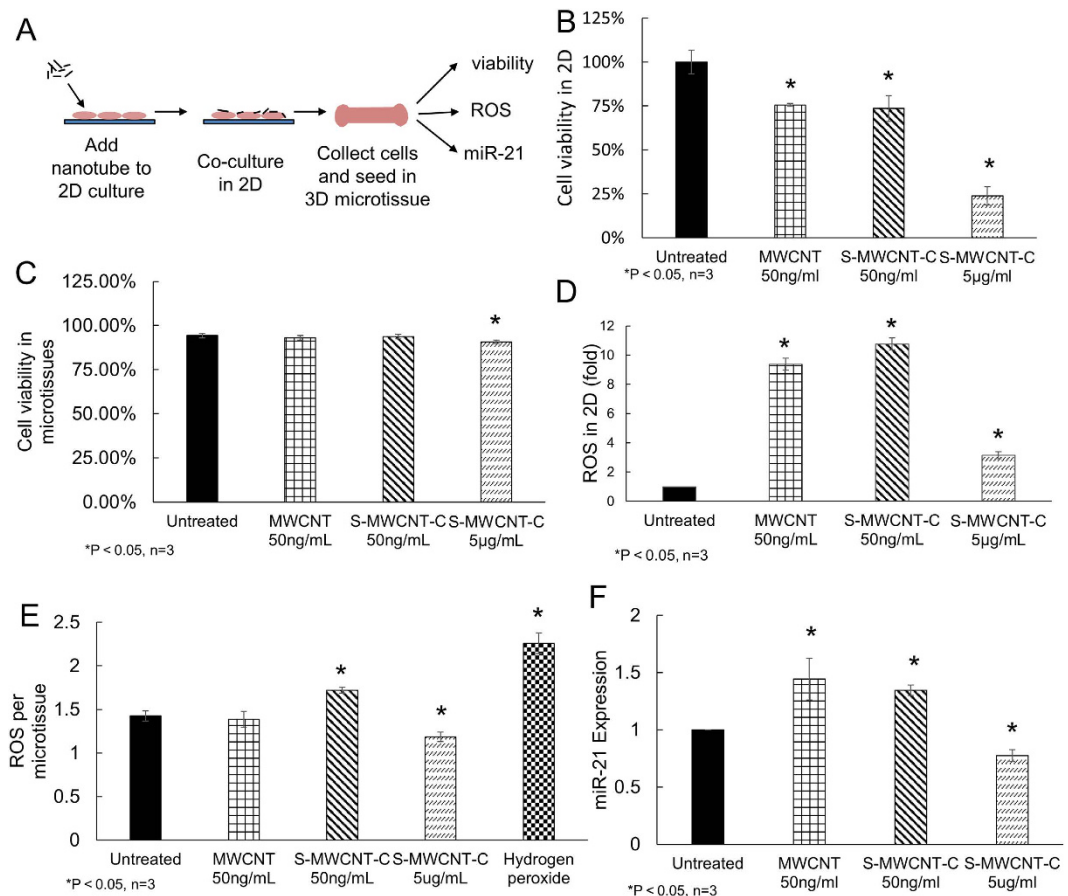 A
viability
ROS
miR-21
Add
nanotube to
2D culture
Co-culture
in 2D
Collect cells
and seed in
3D microtissue
B
Cell viability in 2D
125%
100%
75%
50%
25%
0%
*
*
*
Untreated
MWCNT
50ng/ml
S-MWCNT-C
50ng/ml
S-MWCNT-C
5µg/ml
*P < 0.05, n=3
C
Cell viability in
microtissues
125.00%
100.00%
75.00%
50.00%
25.00%
0.00%
*
Untreated
MWCNT
50ng/mL
S-MWCNT-C
50ng/mL
S-MWCNT-C
5µg/mL
*P < 0.05, n=3
D
ROS in 2D (fold)
12
10
8
6
4
2
0
*
*
*
Untreated
MWCNT
50ng/mL
S-MWCNT-C
50ng/mL
S-MWCNT-C
5µg/mL
*P < 0.05, n=3
E
ROS per
microtissue
2.5
2
1.5
1
0.5
0
*
*
*
Untreated
MWCNT
50ng/mL
S-MWCNT-C
50ng/mL
S-MWCNT-C
5ug/mL
Hydrogen
peroxide
*P < 0.05, n=3
F
miR-21 Expression
2
1.5
1
0.5
0
*
*
*
Untreated
MWCNT
50ng/ml
S-MWCNT-C
50ng/ml
S-MWCNT-C
5ug/ml
*P < 0.05, n=3